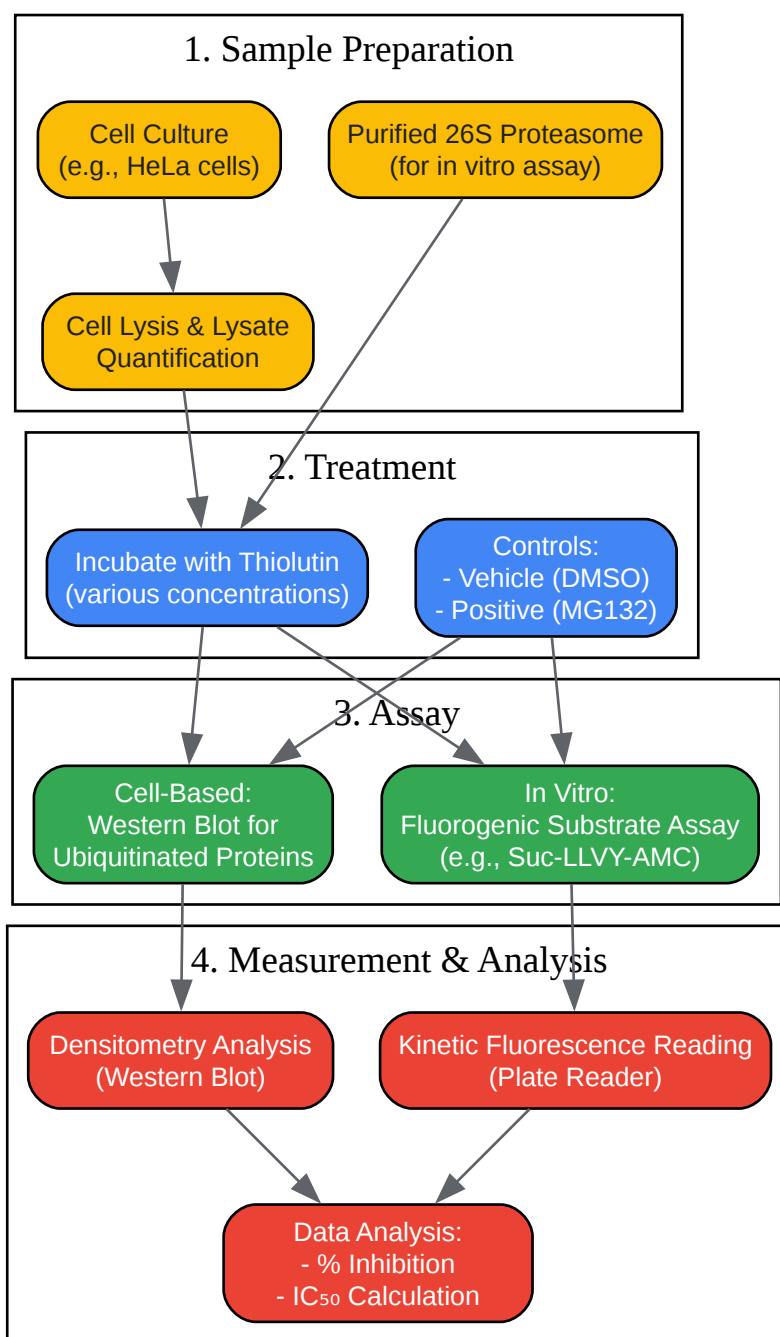 1. Sample Preparation
Cell Culture
(e.g., HeLa cells)
Purified 26S Proteasome
(for in vitro assay)
Cell Lysis & Lysate
Quantification
2. Treatment
Incubate with Thiolutin
(various concentrations)
Controls:
- Vehicle (DMSO)
- Positive (MG132)
3. Assay
Cell-Based:
Western Blot for
Ubiquitinated Proteins
In Vitro:
Fluorogenic Substrate Assay
(e.g., Suc-LLVY-AMC)
4. Measurement & Analysis
Densitometry Analysis
(Western Blot)
Kinetic Fluorescence Reading
(Plate Reader)
Data Analysis:
- % Inhibition
- IC₅₀ Calculation